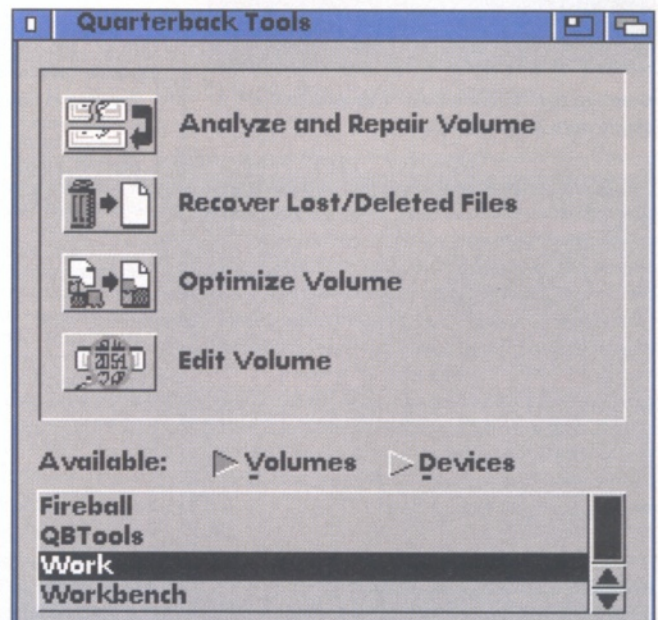 Quarterback Tools
Analyze and Repair Volume
Recover Lost/Deleted Files
Optimize Volume
2054
Edit Volume
Available: Volumes Devices
Fireball
QBTools
Work
Workbench